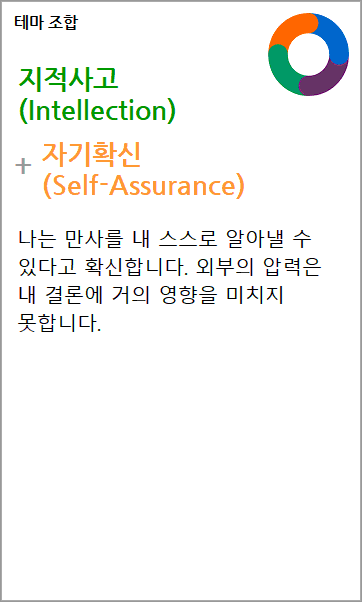 테마 조합
지적사고
(Intellection)
+ 자기확신
(Self-Assurance)
나는 만사를 내 스스로 알아낼 수
있다고 확신합니다. 외부의 압력은
내 결론에 거의 영향을 미치지
못합니다.